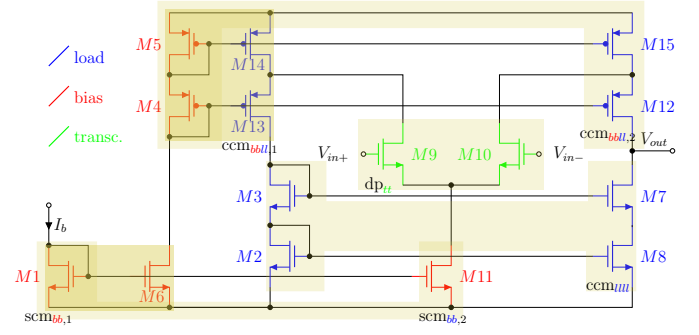 M5
M14
M15
load
bias
transc.
M4
M13
M12
ccm_bbll,1
ccm_bbll,2
V_in+
M9
M10
V_in−
V_out
dp_tt
M3
M7
I_b
M1
M6
M2
M11
M8
ccm_llll
scm_bb,1
scm_bb,2